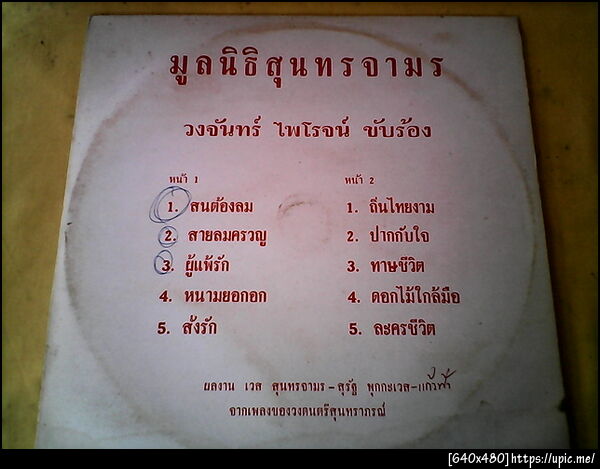 มูลนิธิสุนทรจามร
วงจันทร์ ไพโรจน์ ขับร้อง
หน้า 1
1. สนต้องลม
2. สายลมครวญ
3. ผู้แพ้รัก
4. หนามยอกอก
5. สั่งรัก
หน้า 2
1. ถิ่นไทยงาม
2. ปากกับใจ
3. ทาษชีวิต
4. ดอกไม้ใกล้มือ
5. ละครชีวิต
ผลงาน เวส สุนทรจามร - สุรัฐ พุกกะเวส - แก้วฟ้า
จากเพลงของวงดนตรีสุนทราภรณ์
[640x480]https://upic.me/